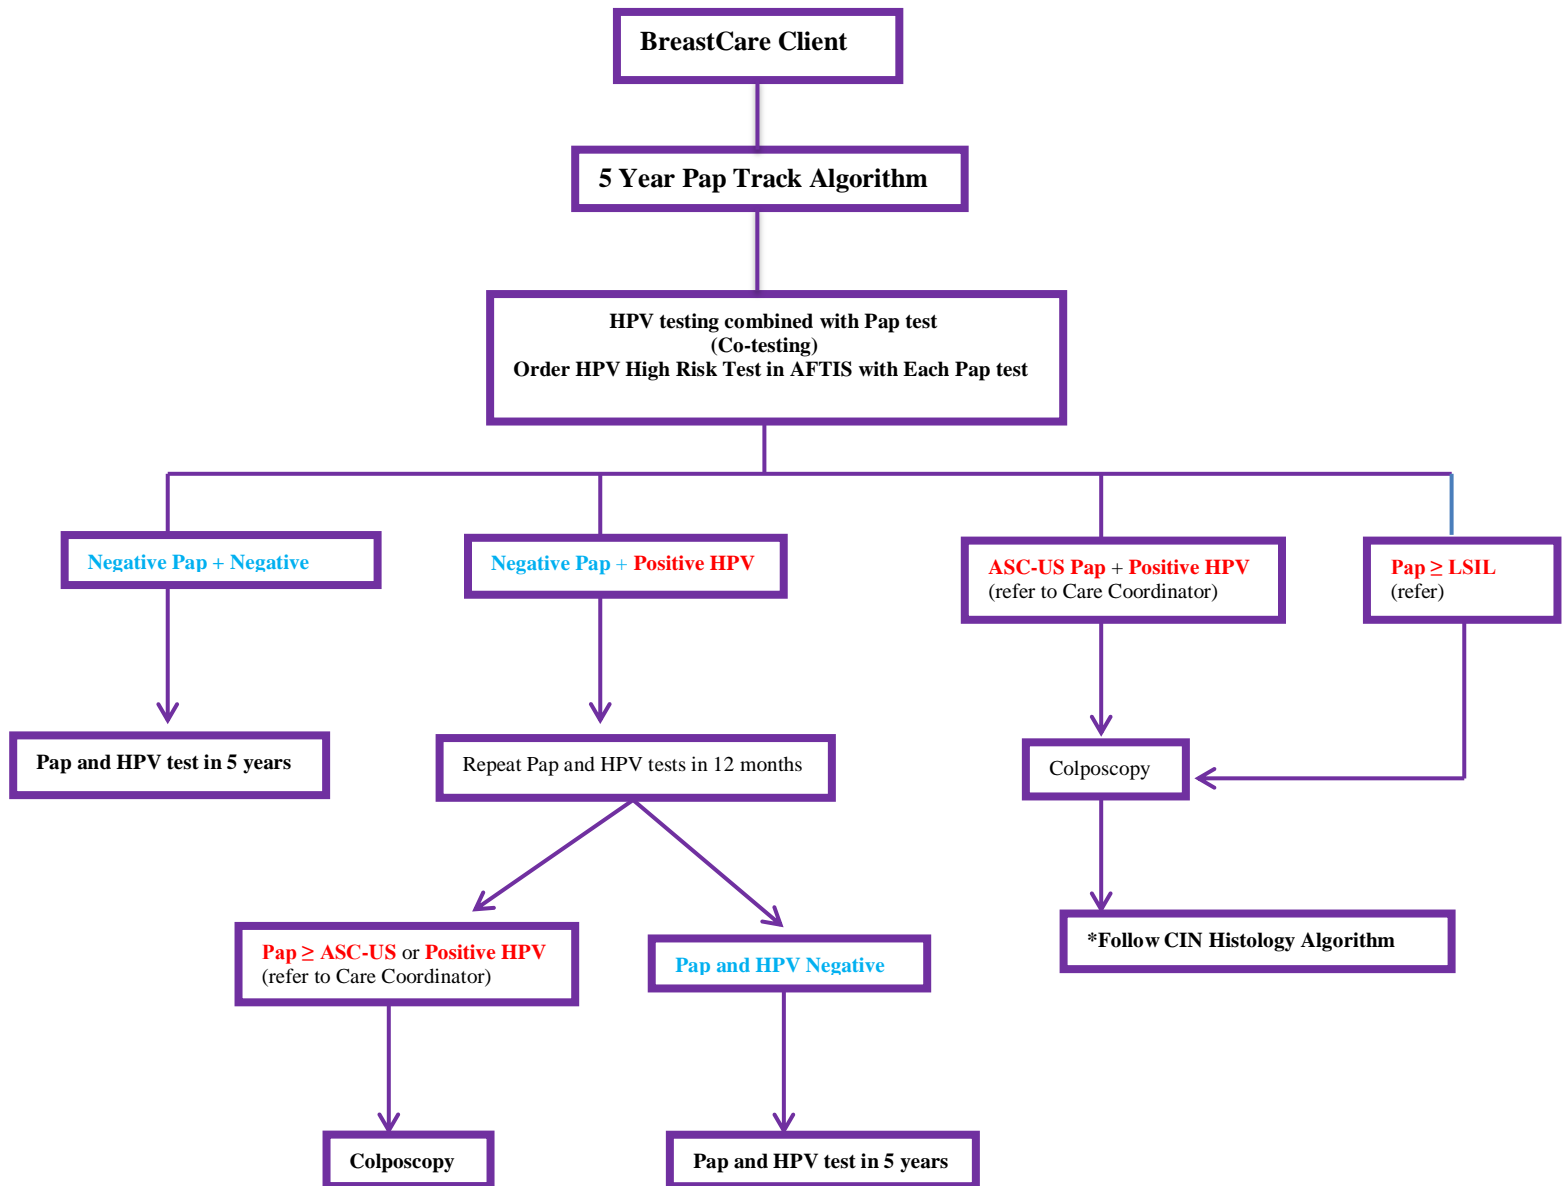 BreastCare Client
5 Year Pap Track Algorithm
HPV testing combined with Pap test
(Co-testing)
Order HPV High Risk Test in AFTIS with Each Pap test
Negative Pap + Negative
Negative Pap + Positive HPV
ASC-US Pap + Positive HPV
(refer to Care Coordinator)
Pap ≥ LSIL
(refer)
Pap and HPV test in 5 years
Repeat Pap and HPV tests in 12 months
Colposcopy
Pap ≥ ASC-US or Positive HPV
(refer to Care Coordinator)
Pap and HPV Negative
*Follow CIN Histology Algorithm
Colposcopy
Pap and HPV test in 5 years